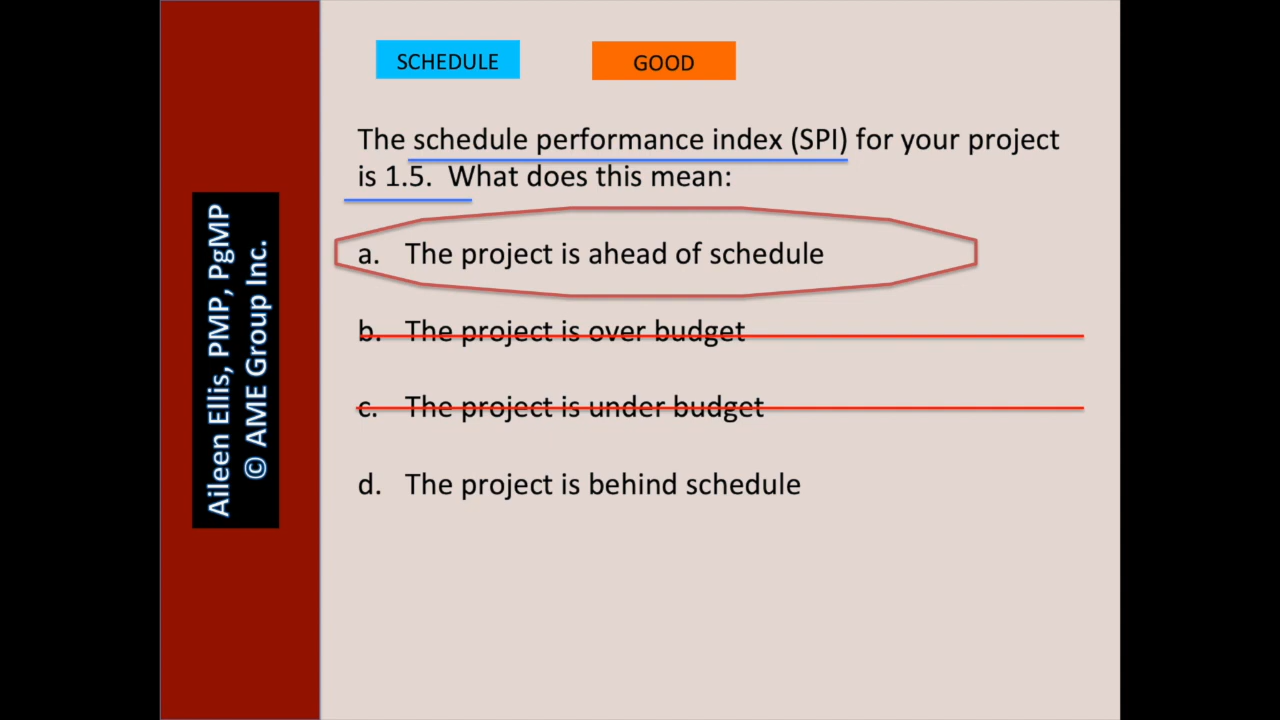 SCHEDULE
GOOD
The schedule performance index (SPI) for your project
is 1.5. What does this mean:
a. The project is ahead of schedule
b. The project is over budget
c. The project is under budget
d. The project is behind schedule
Aileen Ellis, PMP, PgMP
© AME Group Inc.